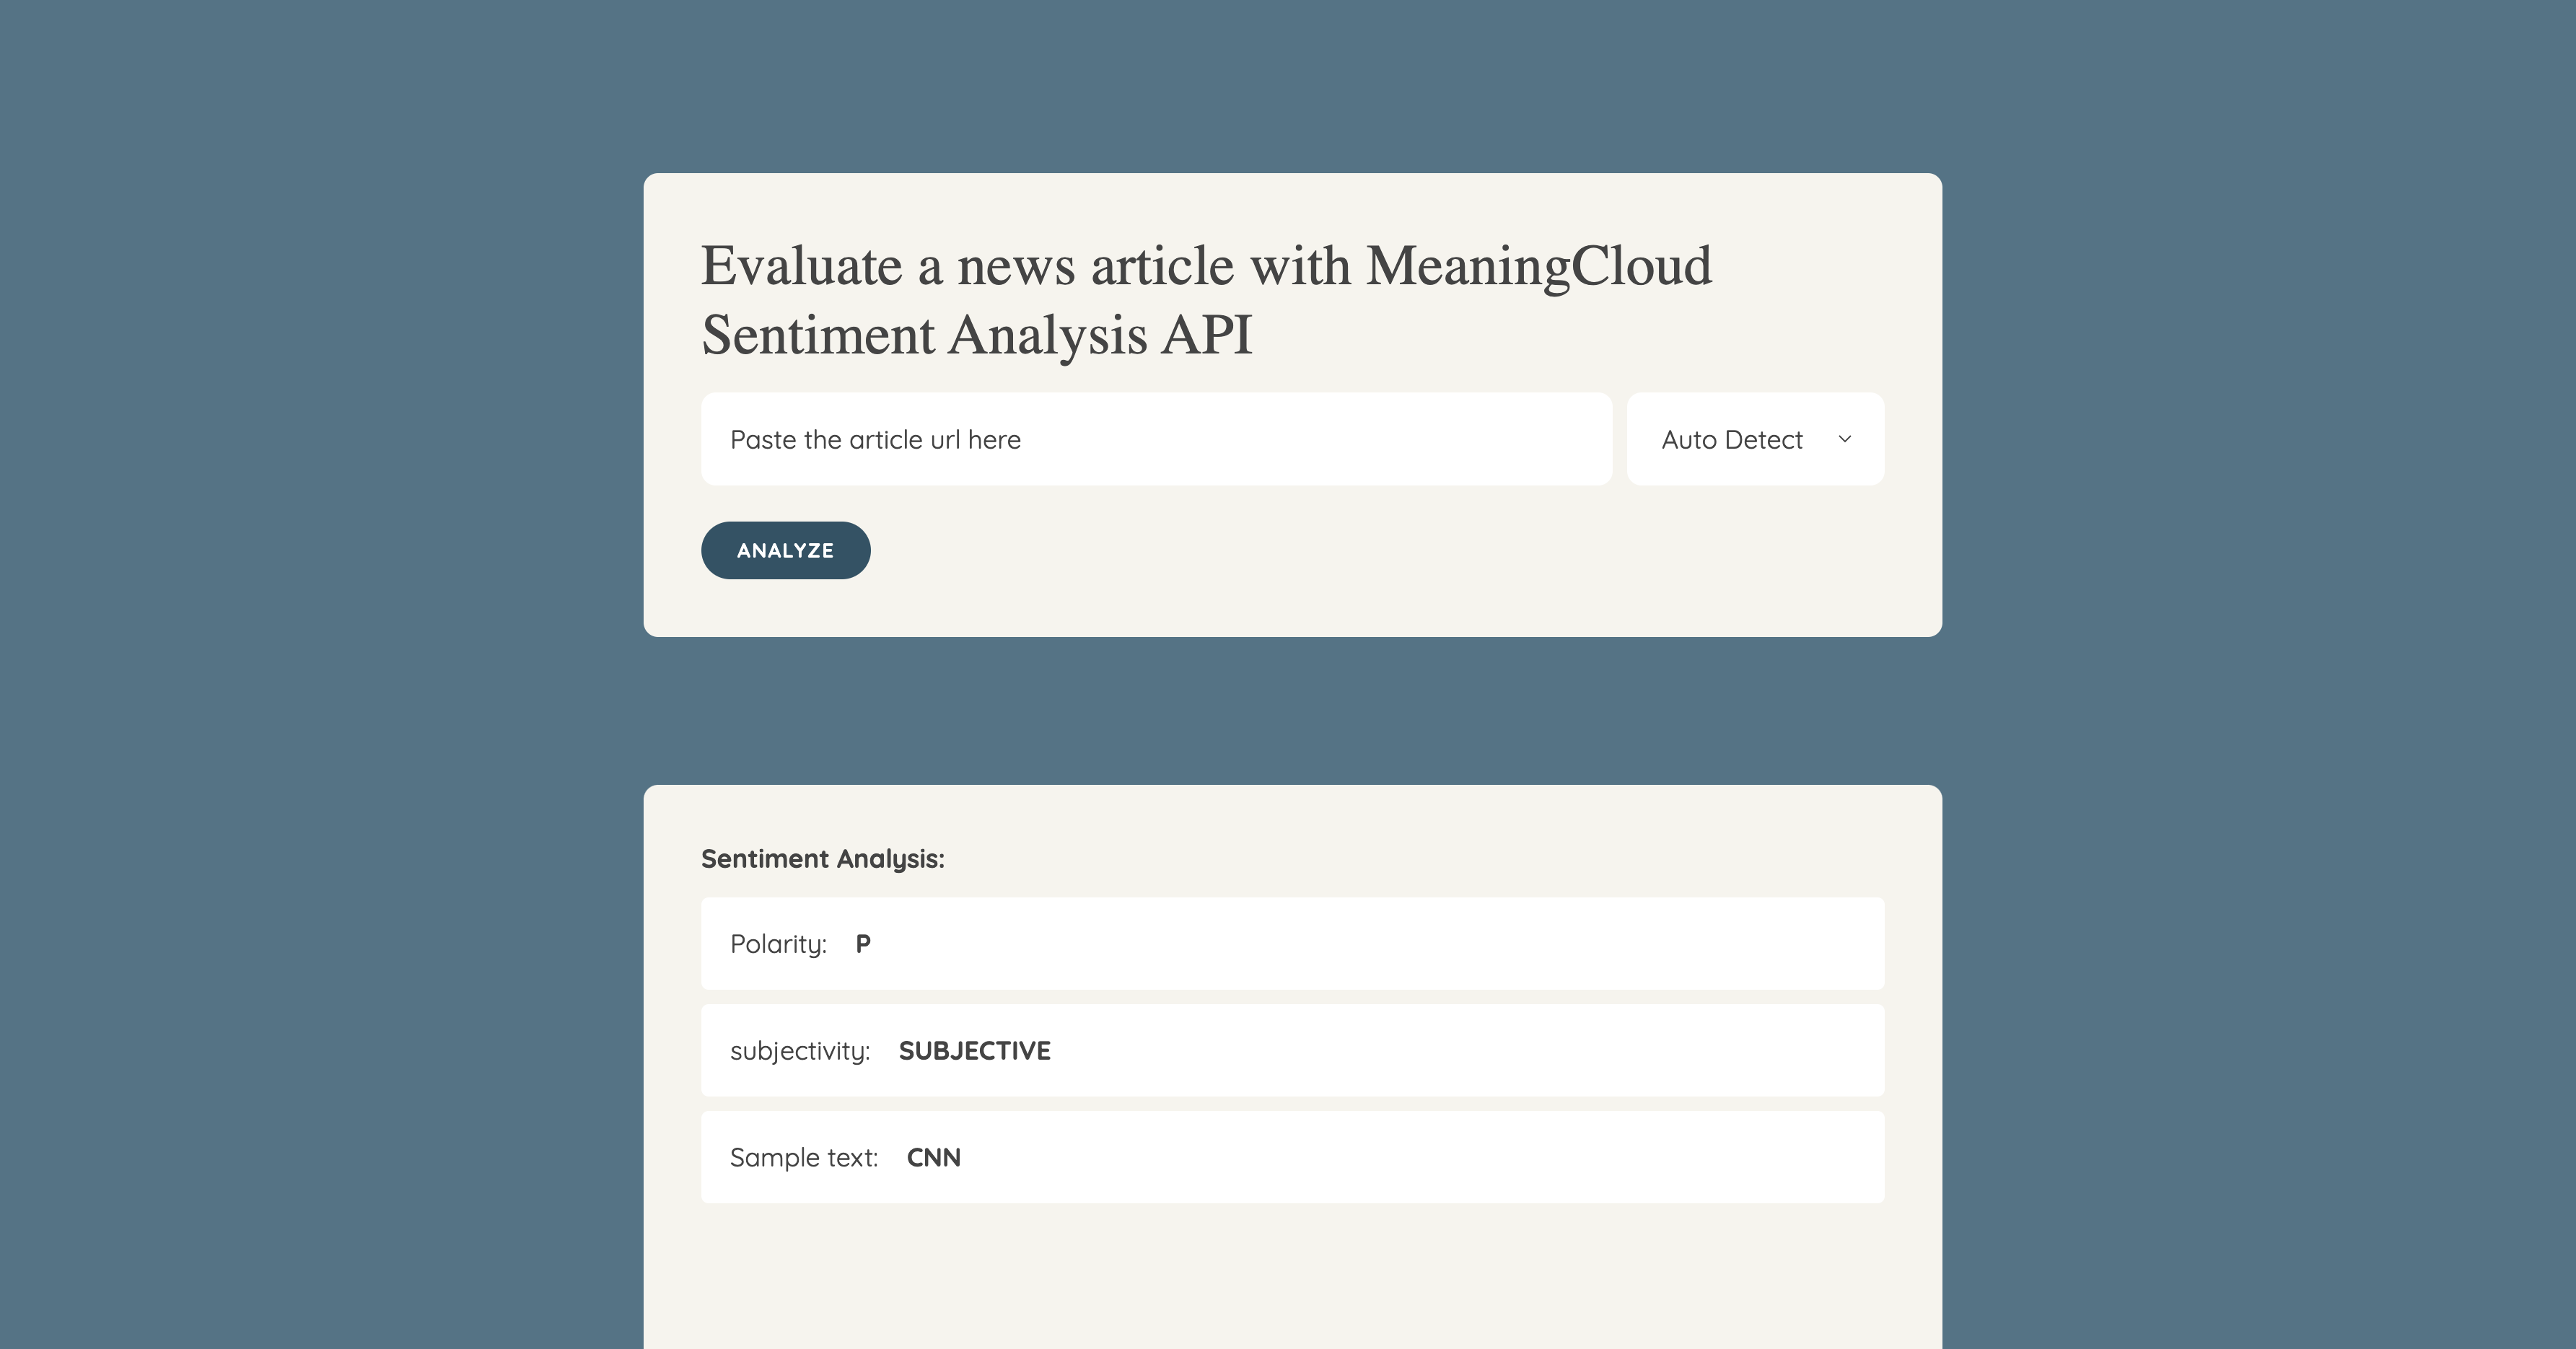 Evaluate a news article with MeaningCloud
Sentiment Analysis API
Paste the article url here
Auto Detect
ANALYZE
Sentiment Analysis:
Polarity: P
subjectivity: SUBJECTIVE
Sample text: CNN